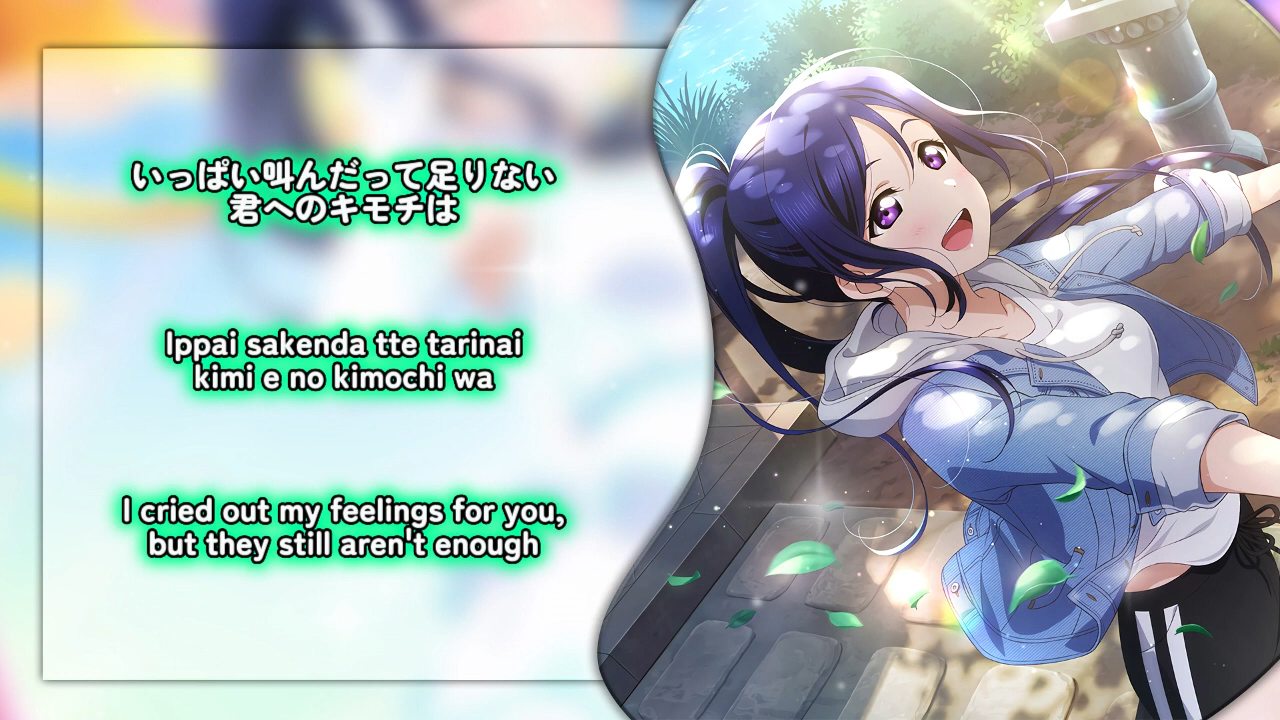 いっぱい叫んだって足りない
君へのキモチは
Ippai sakenda tte tarinai
kimi e no kimochi wa
I cried out my feelings for you,
but they still aren't enough